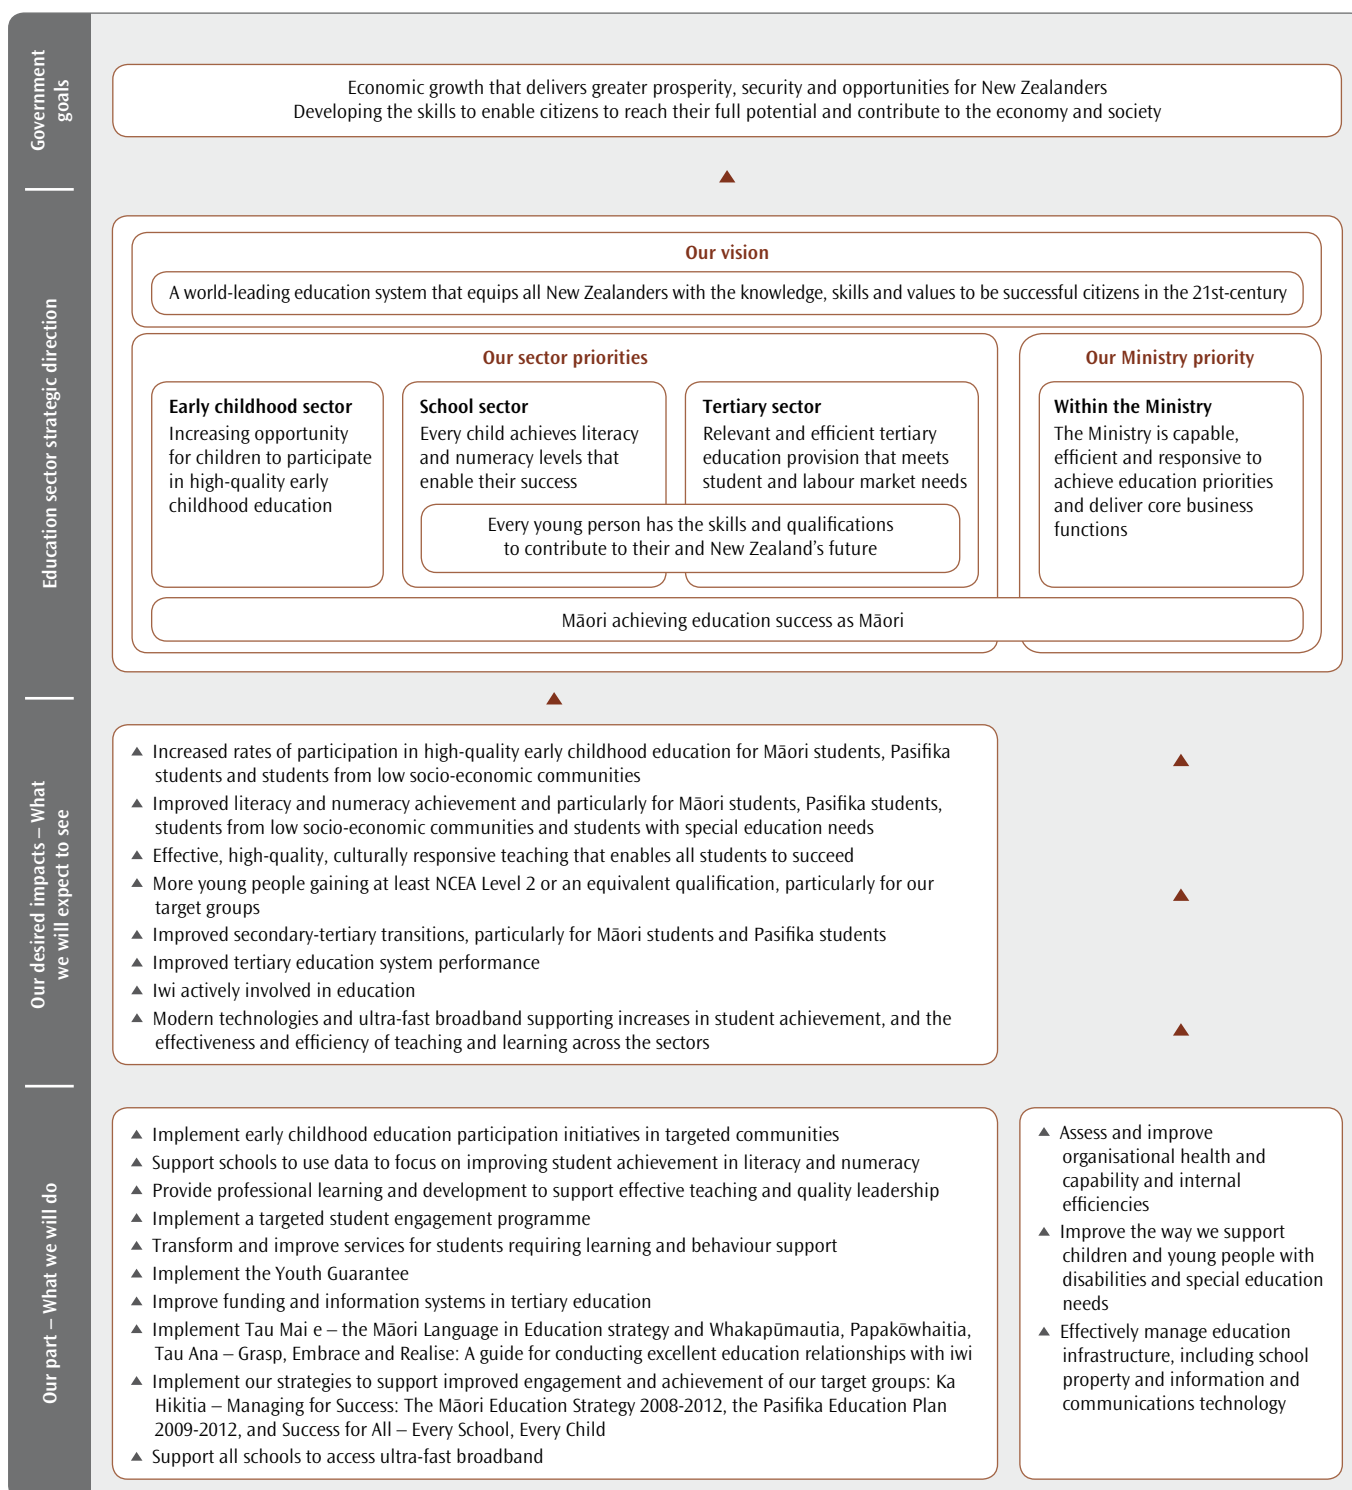 Government
goals
Economic growth that delivers greater prosperity, security and opportunities for New Zealanders
Developing the skills to enable citizens to reach their full potential and contribute to the economy and society
Education sector strategic direction
Our vision
A world-leading education system that equips all New Zealanders with the knowledge, skills and values to be successful citizens in the 21st-century
Our sector priorities
Early childhood sector
Increasing opportunity
for children to participate
in high-quality early
childhood education
School sector
Every child achieves literacy
and numeracy levels that
enable their success
Tertiary sector
Relevant and efficient tertiary
education provision that meets
student and labour market needs
Every young person has the skills and qualifications
to contribute to their and New Zealand's future
Our Ministry priority
Within the Ministry
The Ministry is capable,
efficient and responsive to
achieve education priorities
and deliver core business
functions
Māori achieving education success as Māori
Our desired impacts – What
we will expect to see
Increased rates of participation in high-quality early childhood education for Māori students, Pasifika
students and students from low socio-economic communities
Improved literacy and numeracy achievement and particularly for Māori students, Pasifika students,
students from low socio-economic communities and students with special education needs
Effective, high-quality, culturally responsive teaching that enables all students to succeed
More young people gaining at least NCEA Level 2 or an equivalent qualification, particularly for our
target groups
Improved secondary-tertiary transitions, particularly for Māori students and Pasifika students
Improved tertiary education system performance
Iwi actively involved in education
Modern technologies and ultra-fast broadband supporting increases in student achievement, and the
effectiveness and efficiency of teaching and learning across the sectors
Our part – What we will do
Implement early childhood education participation initiatives in targeted communities
Support schools to use data to focus on improving student achievement in literacy and numeracy
Provide professional learning and development to support effective teaching and quality leadership
Implement a targeted student engagement programme
Transform and improve services for students requiring learning and behaviour support
Implement the Youth Guarantee
Improve funding and information systems in tertiary education
Implement Tau Mai e – the Māori Language in Education strategy and Whakapūmautia, Papakōwhaitia,
Tau Ana – Grasp, Embrace and Realise: A guide for conducting excellent education relationships with iwi
Implement our strategies to support improved engagement and achievement of our target groups: Ka
Hikitia – Managing for Success: The Māori Education Strategy 2008-2012, the Pasifika Education Plan
2009-2012, and Success for All – Every School, Every Child
Support all schools to access ultra-fast broadband
Assess and improve
organisational health and
capability and internal
efficiencies
Improve the way we support
children and young people with
disabilities and special education
needs
Effectively manage education
infrastructure, including school
property and information and
communications technology